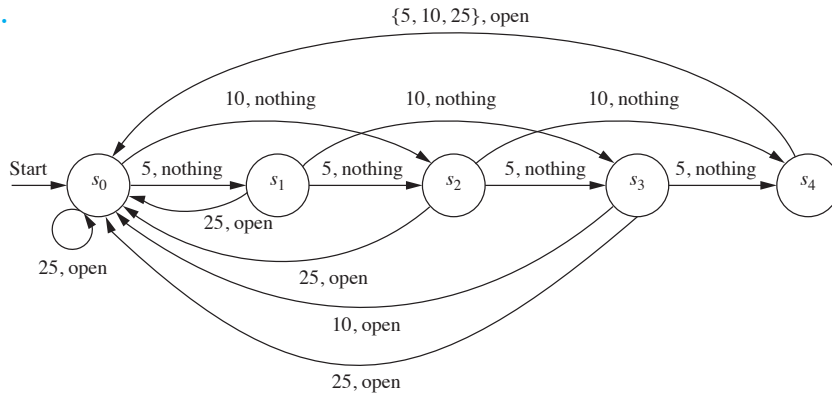 {5, 10, 25}, open
10, nothing
10, nothing
10, nothing
Start
5, nothing
5, nothing
5, nothing
5, nothing
s0
s1
s2
s3
s4
25, open
25, open
25, open
10, open
25, open